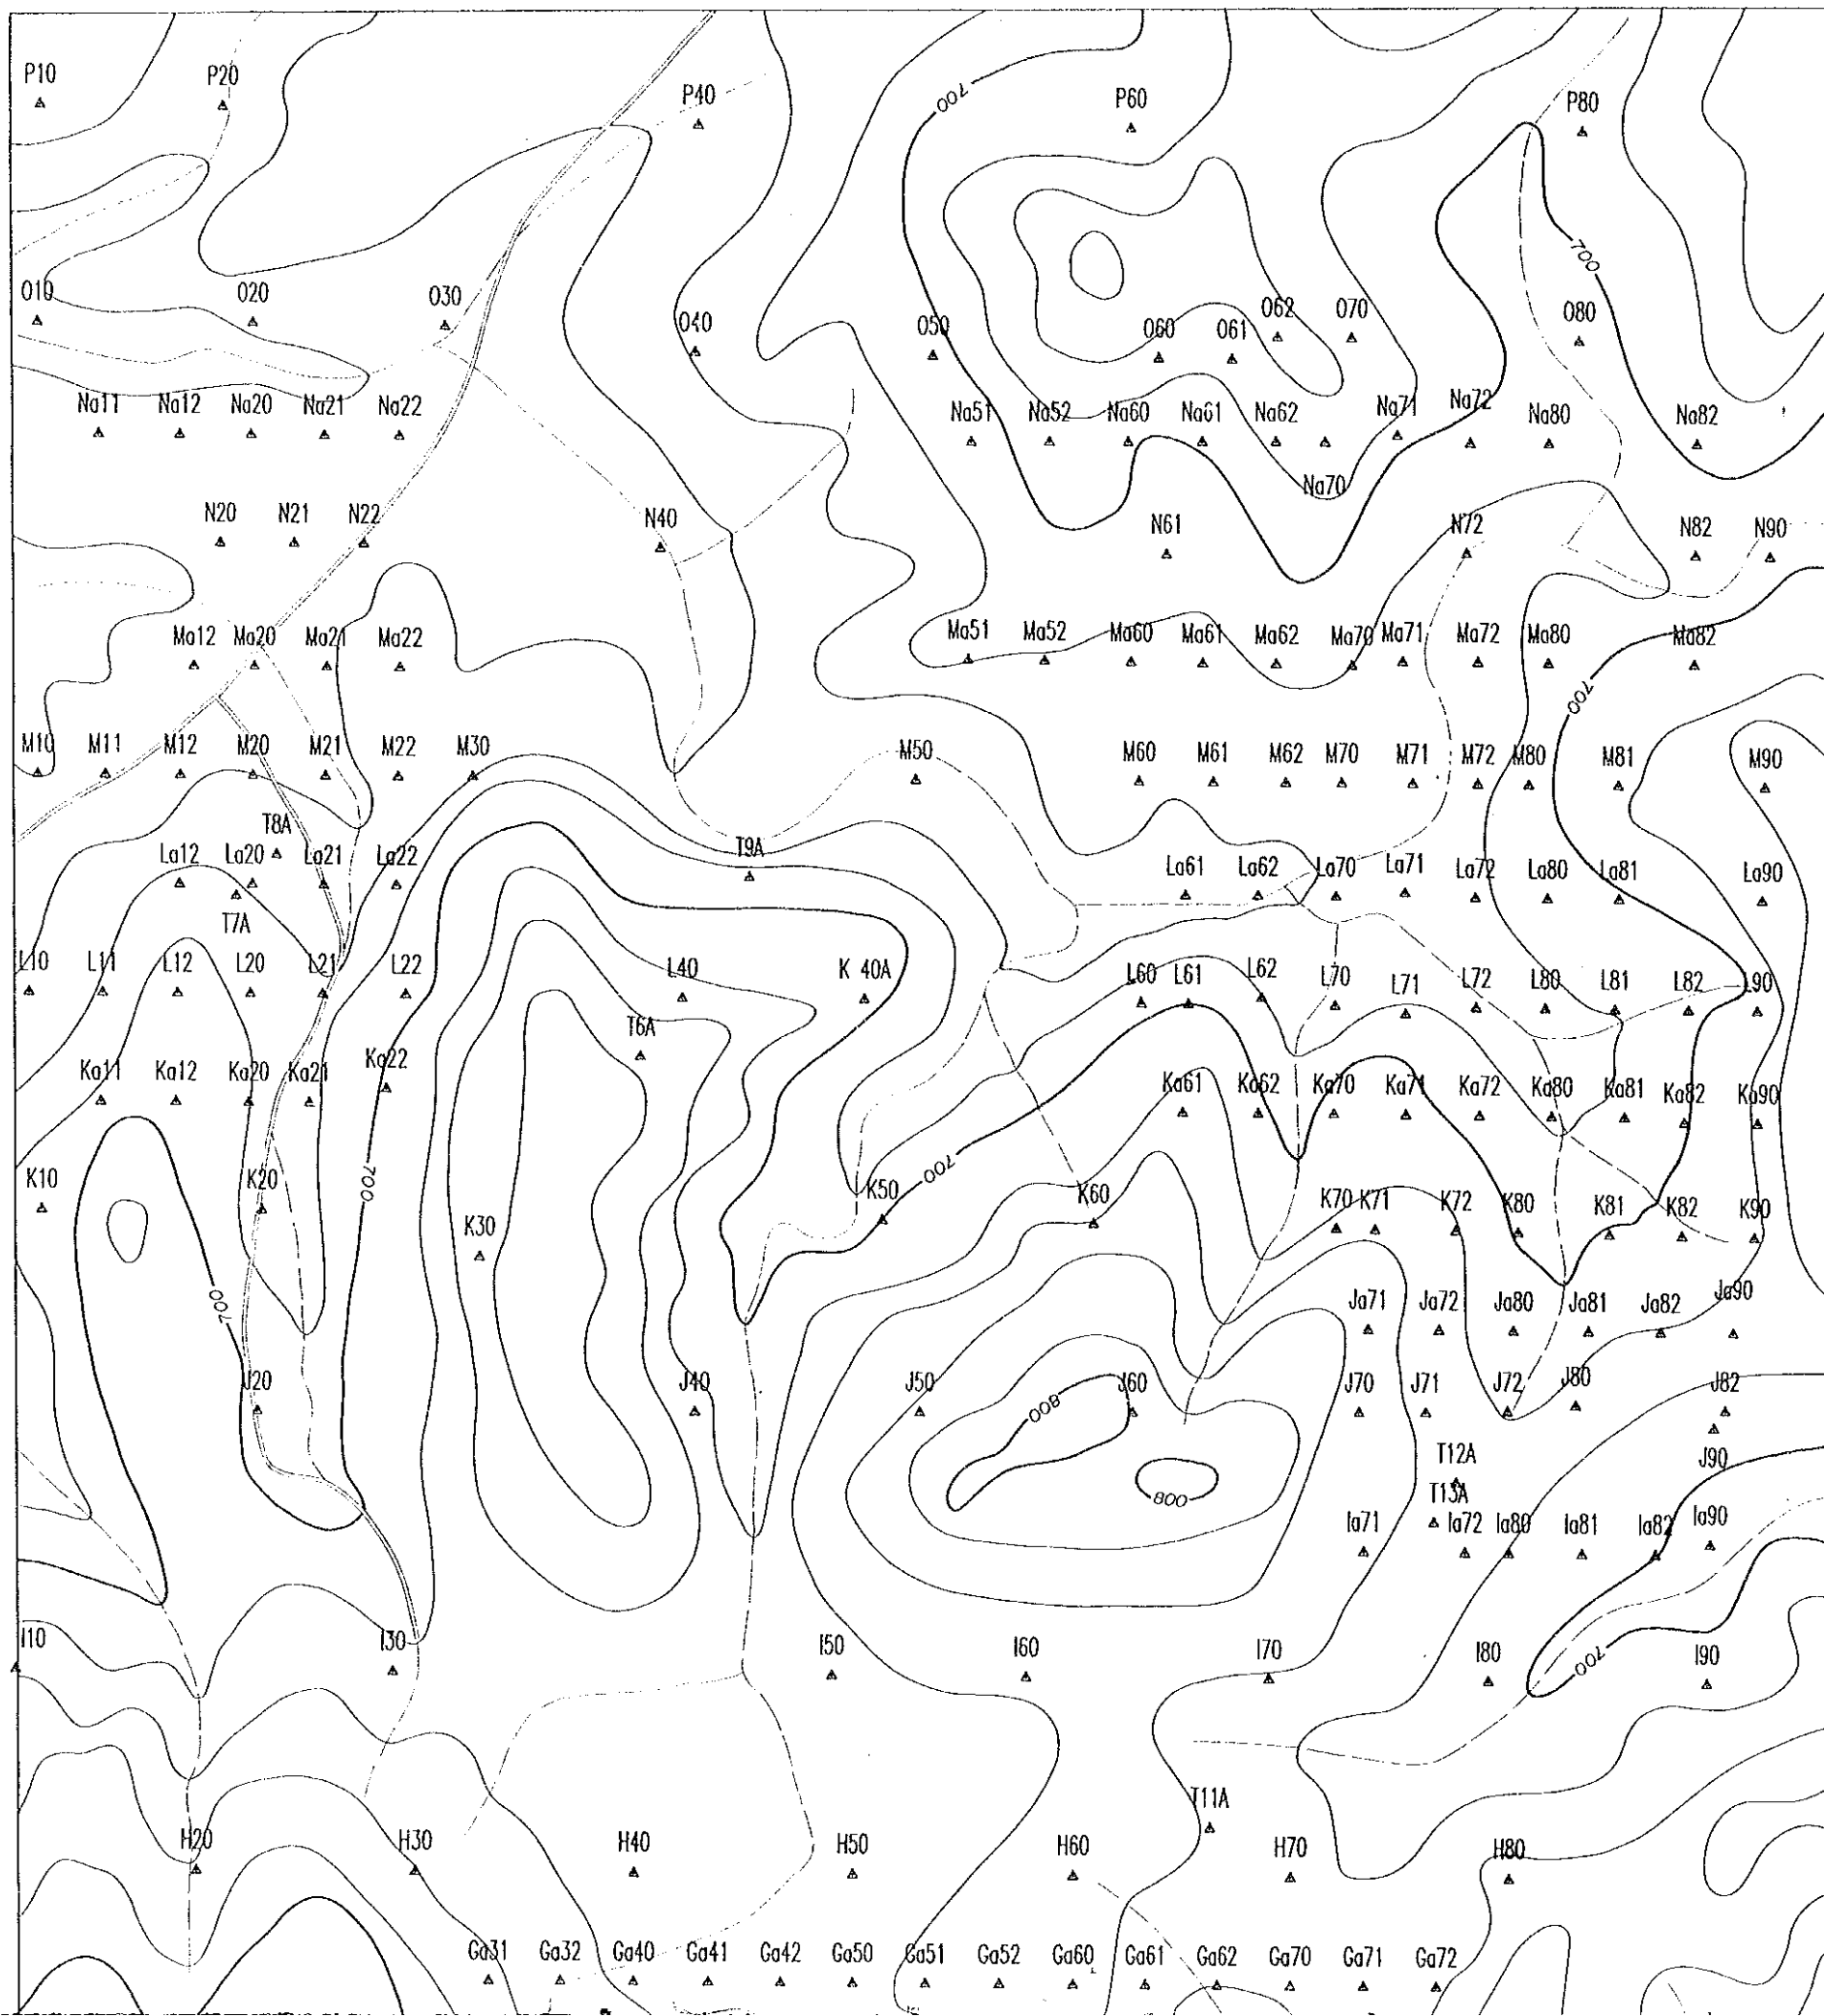 P10 P20 P40 P60 P80
700
700
O10 O20 O30 O40 O50 O60 O61 O62 O70 O80
Na11 Na12 Na20 Na21 Na22 Na51 Na52 Na60 Na61 Na62 Na70 Na71 Na72 Na80 Na82
N20 N21 N22 N40 N61 N72 N82 N90
Ma12 Ma20 Ma21 Ma22 Ma51 Ma52 Ma60 Ma61 Ma62 Ma70 Ma71 Ma72 Ma80 Ma82
700
M10 M11 M12 M20 M21 M22 M30 M50 M60 M61 M62 M70 M71 M72 M80 M81 M90
T8A T9A
La12 La20 La21 La22 La61 La62 La70 La71 La72 La80 La81 La90
T7A
L10 L11 L12 L20 L21 L22 L40 K 40A L60 L61 L62 L70 L71 L72 L80 L81 L82 L90
T6A
Ka11 Ka12 Ka20 Ka21 Ka22 Ka61 Ka62 Ka70 Ka71 Ka72 Ka80 Ka81 Ka82 Ka90
700 700
K10 K20 K30 K50 K60 K70 K71 K72 K80 K81 K82 K90
700
Ja71 Ja72 Ja80 Ja81 Ja82 Ja90
J20 J40 J50 J60 J70 J71 J72 J80 J82
800
T12A J90
T13A
800
Ia71 Ia72 Ia80 Ia81 Ia82 Ia90
I10 I30 I50 I60 I70 I80 I90
700
T11A
H20 H30 H40 H50 H60 H70 H80
Ga31 Ga32 Ga40 Ga41 Ga42 Ga50 Ga51 Ga52 Ga60 Ga61 Ga62 Ga70 Ga71 Ga72